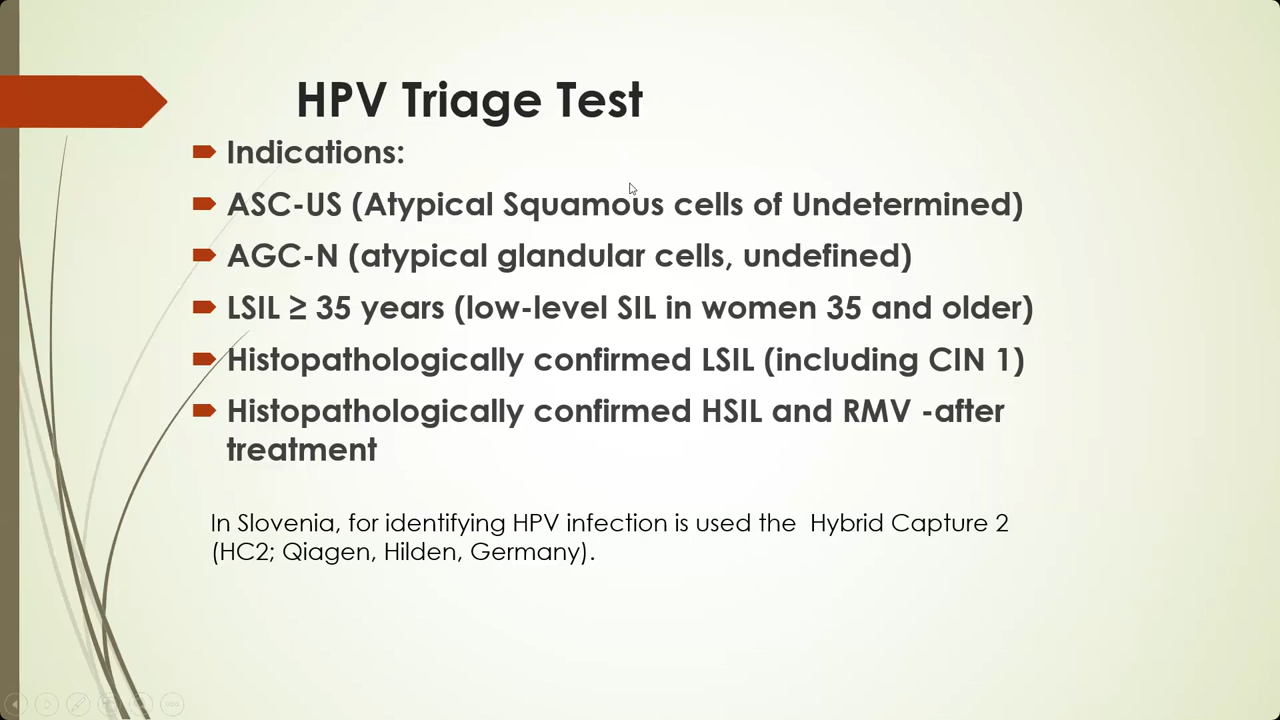 HPV Triage Test
Indications:
ASC-US (Atypical Squamous cells of Undetermined)
AGC-N (atypical glandular cells, undefined)
LSIL ≥ 35 years (low-level SIL in women 35 and older)
Histopathologically confirmed LSIL (including CIN 1)
Histopathologically confirmed HSIL and RMV -after
treatment
In Slovenia, for identifying HPV infection is used the  Hybrid Capture 2
(HC2; Qiagen, Hilden, Germany).